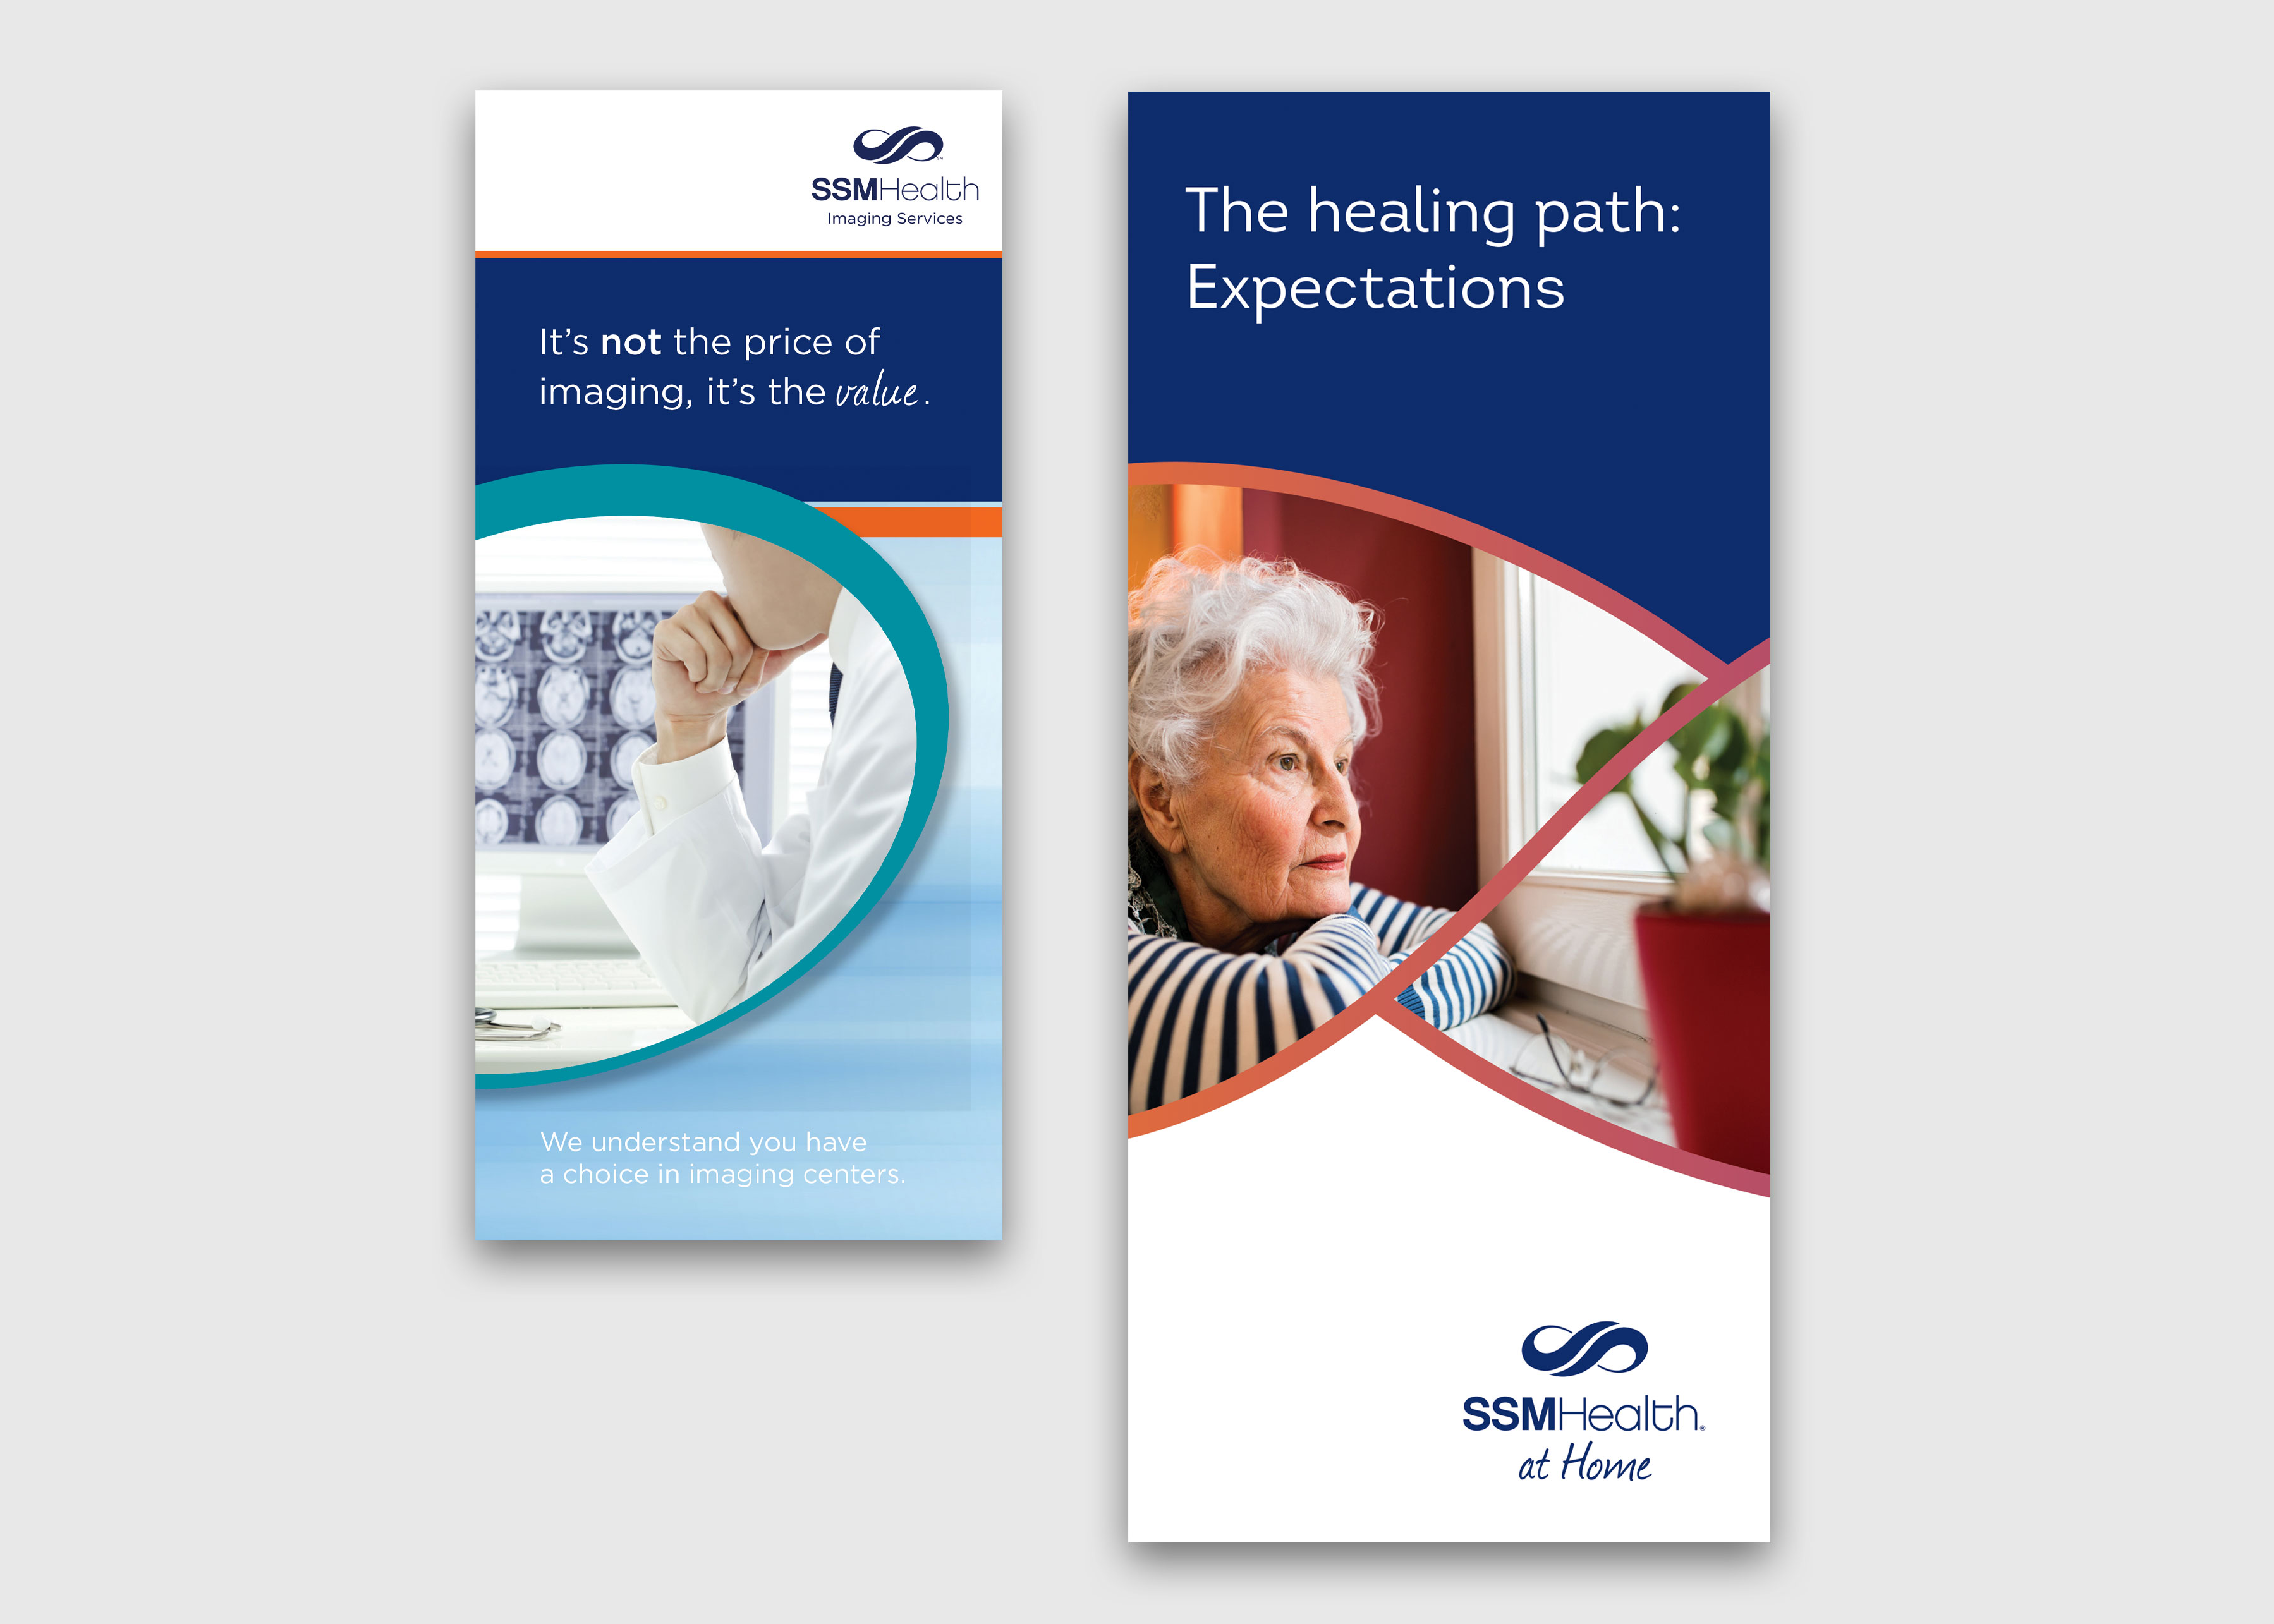 SSMHealth
Imaging Services
It's not the price of
imaging, it's the value.
We understand you have
a choice in imaging centers.
The healing path:
Expectations
SSMHealth®
at Home